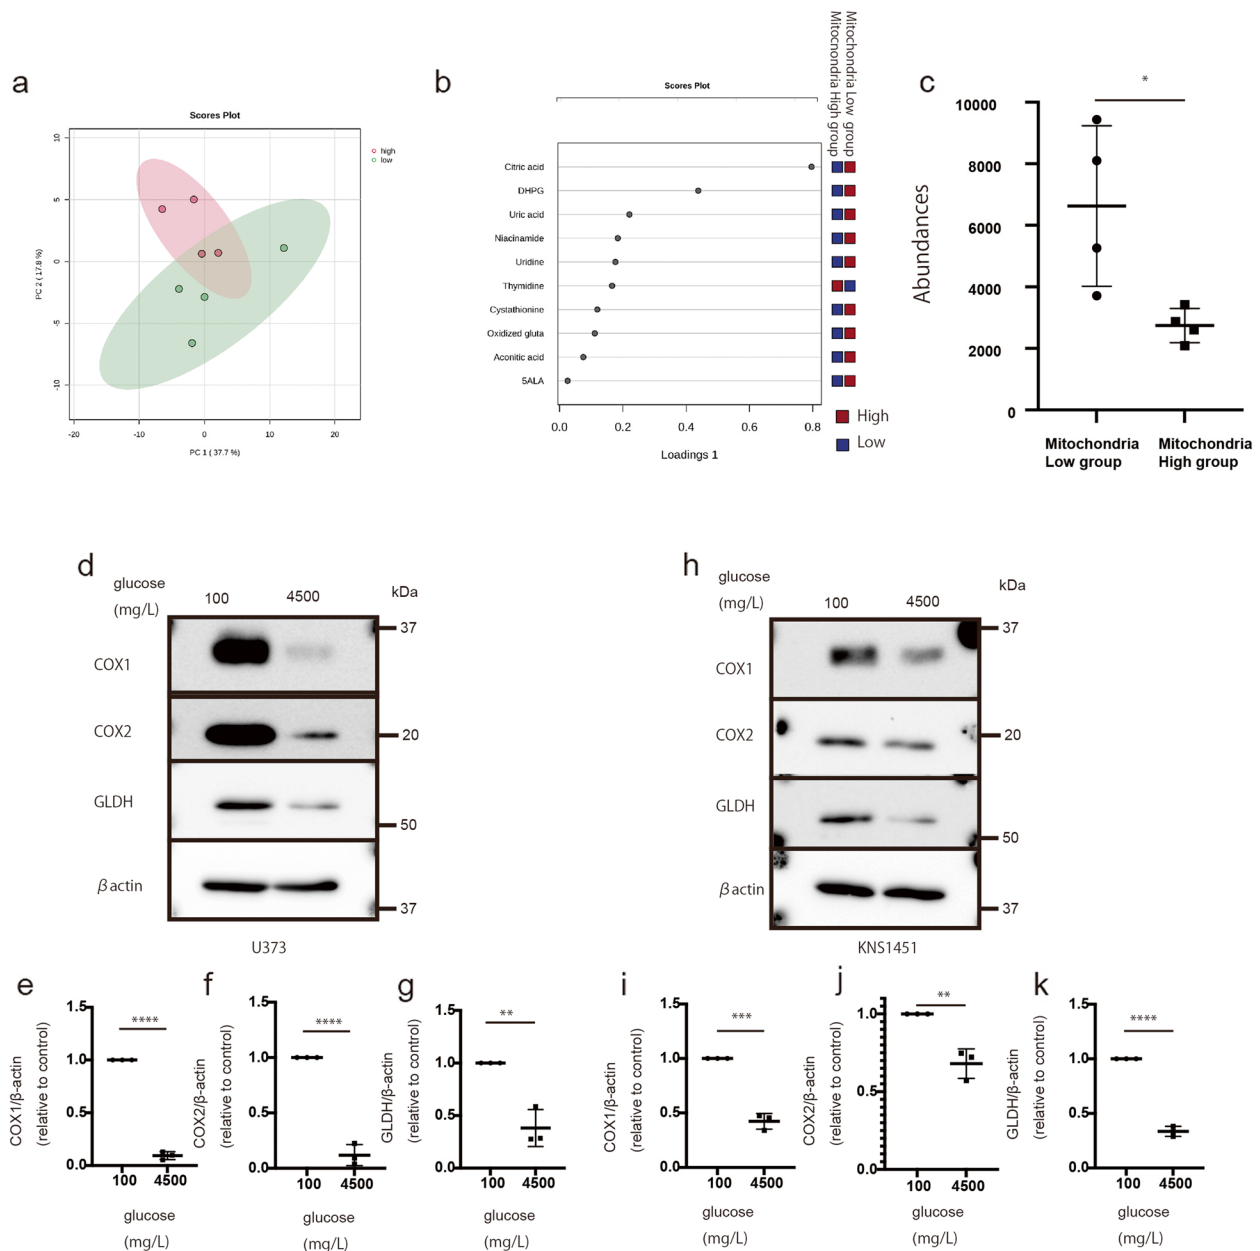 a
Scores Plot
high
low
10
5
0
-5
-10
PC 2 ( 17.8 %)
-20
-10
0
10
20
PC 1 ( 37.7 %)
b
Scores Plot
Mitocnondria High group
Mitochondria Low group
Citric acid
DHPG
Uric acid
Niacinamide
Uridine
Thymidine
Cystathionine
Oxidized gluta
Aconitic acid
5ALA
0.0
0.2
0.4
0.6
0.8
Loadings 1
High
Low
c
*
Abundances
10000
8000
6000
4000
2000
0
Mitochondria
Low group
Mitochondria
High group
d
glucose
(mg/L)
100
4500
kDa
COX1
37
COX2
20
GLDH
50
βactin
37
U373
h
glucose
(mg/L)
100
4500
kDa
COX1
37
COX2
20
GLDH
50
βactin
37
KNS1451
e
COX1/β-actin
(relative to control)
1.5
1.0
0.5
0.0
****
100
4500
glucose
(mg/L)
f
COX2/β-actin
(relative to control)
1.5
1.0
0.5
0.0
****
100
4500
glucose
(mg/L)
g
GLDH/β-actin
(relative to control)
1.5
1.0
0.5
0.0
**
100
4500
glucose
(mg/L)
i
COX1/β-actin
(relative to control)
1.5
1.0
0.5
0.0
***
100
4500
glucose
(mg/L)
j
COX2/β-actin
(relative to control)
1.0
0.5
0.0
**
100
4500
glucose
(mg/L)
k
GLDH/β-actin
(relative to control)
1.5
1.0
0.5
0.0
****
100
4500
glucose
(mg/L)